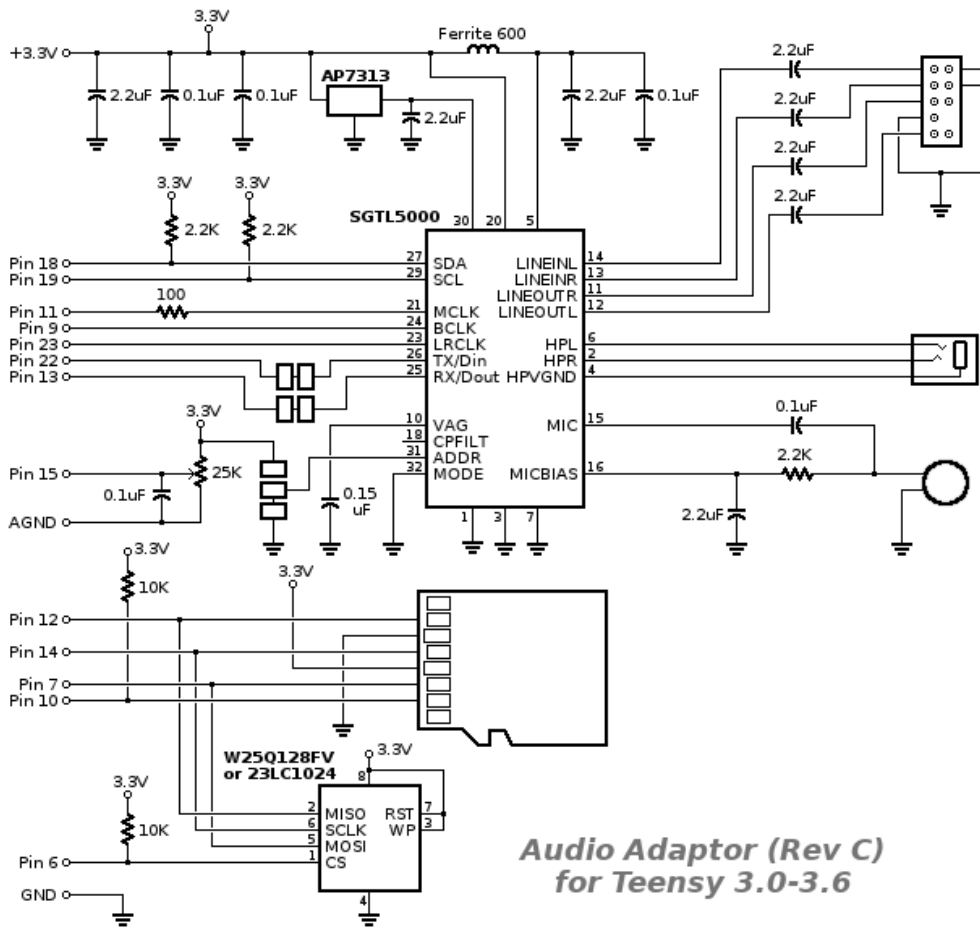 3.3V
Ferrite 600
+3.3V
2.2uF
0.1uF
0.1uF
AP7313
2.2uF
2.2uF
0.1uF
2.2uF
2.2uF
2.2uF
2.2uF
3.3V
3.3V
2.2K
2.2K
SGTL5000
30
20
5
Pin 18
27
SDA
LINEINL
14
Pin 19
29
SCL
LINEINR
13
LINEOUTR
11
Pin 11
100
21
MCLK
LINEOUTL
12
Pin 9
24
BCLK
Pin 23
23
LRCLK
HPL
6
Pin 22
26
TX/Din
HPR
2
Pin 13
25
RX/Dout
HPVGND
4
3.3V
10
VAG
MIC
15
0.1uF
18
CPFILT
31
ADDR
Pin 15
25K
32
MODE
MICBIAS
16
2.2K
0.1uF
0.15
uF
2.2uF
AGND
1
3
7
3.3V
10K
3.3V
Pin 12
Pin 14
Pin 7
Pin 10
W25Q128FV
or 23LC1024
3.3V
8
3.3V
10K
2
MISO
RST
7
6
SCLK
WP
3
5
MOSI
Pin 6
1
CS
GND
4
Audio Adaptor (Rev C)
for Teensy 3.0-3.6